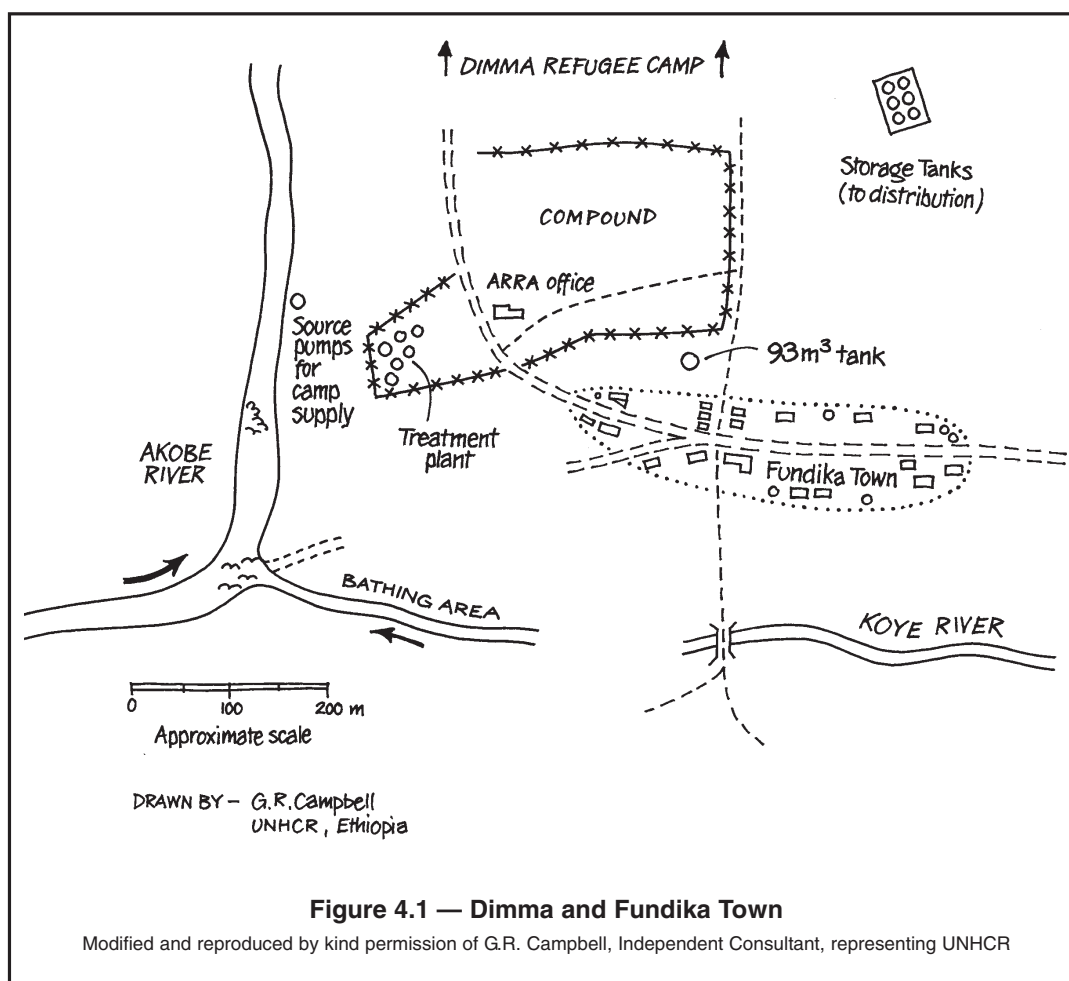 DIMMA REFUGEE CAMP
Storage Tanks
(to distribution)
COMPOUND
ARRA office
Source
pumps
for
camp
supply
93m³ tank
Treatment
plant
AKOBE
RIVER
Fundika Town
BATHING AREA
KOYE RIVER
0 100 200 m
Approximate scale
DRAWN BY – G.R. Campbell
UNHCR, Ethiopia
Figure 4.1 — Dimma and Fundika Town
Modified and reproduced by kind permission of G.R. Campbell, Independent Consultant, representing UNHCR